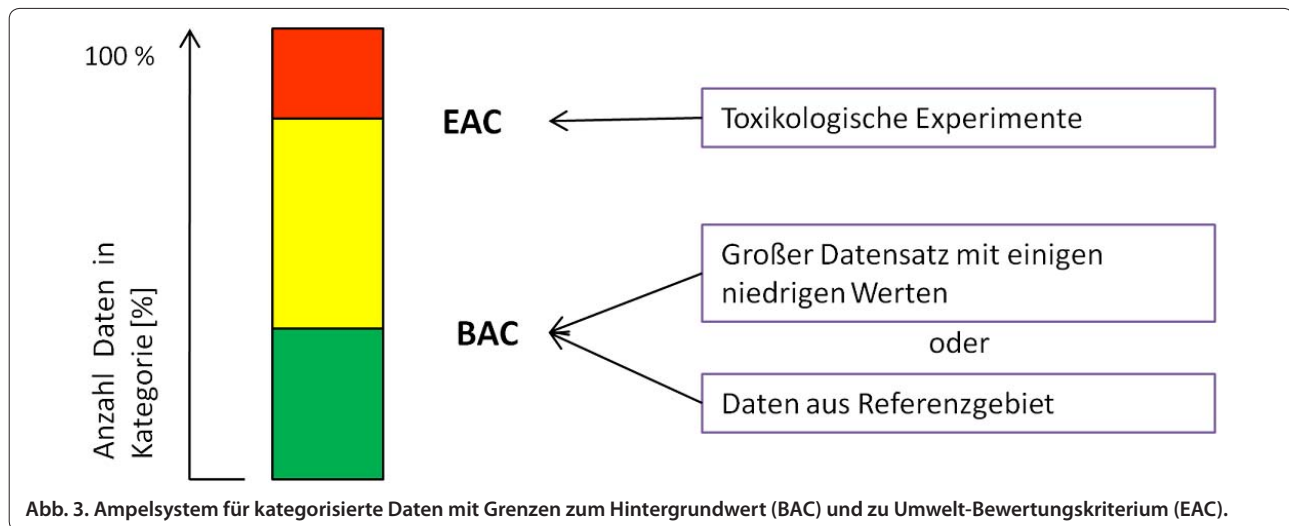 100 %
Anzahl Daten in
Kategorie [%]
EAC
Toxikologische Experimente
BAC
Großer Datensatz mit einigen
niedrigen Werten
oder
Daten aus Referenzgebiet
Abb. 3. Ampelsystem für kategorisierte Daten mit Grenzen zum Hintergrundwert (BAC) und zu Umwelt-Bewertungskriterium (EAC).